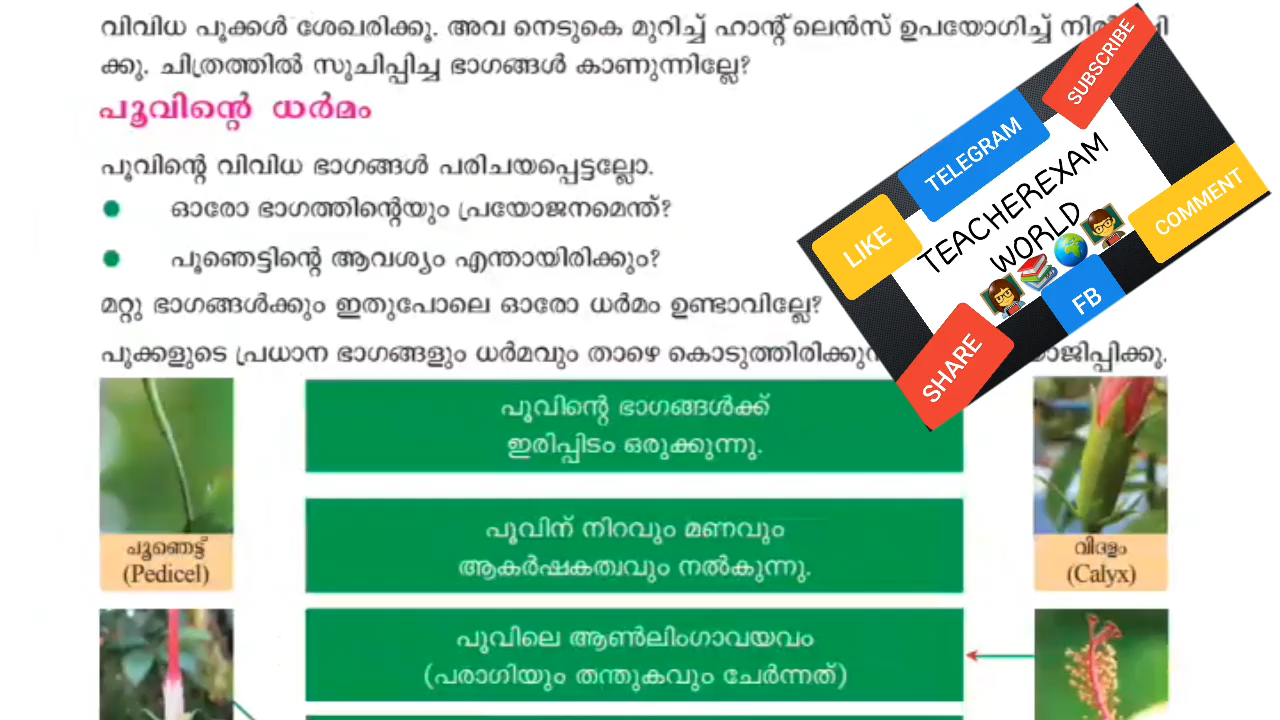 വിവിധ പൂക്കൾ ശേഖരിക്കൂ. അവ നെടുകെ മുറിച്ച് ഹാന്റ് ലെൻസ് ഉപയോഗിച്ച്
ക്കൂ. ചിത്രത്തിൽ സൂചിപ്പിച്ച ഭാഗങ്ങൾ കാണുന്നില്ലേ?
പൂവിന്റെ ധർമം
പൂവിന്റെ വിവിധ ഭാഗങ്ങൾ പരിചയപ്പെട്ടല്ലോ.
ഓരോ ഭാഗത്തിന്റെയും പ്രയോജനമെന്ത്?
പൂഞെട്ടിന്റെ ആവശ്യം എന്തായിരിക്കും?
മറ്റു ഭാഗങ്ങൾക്കും ഇതുപോലെ ഓരോ ധർമം ഉണ്ടാവില്ലേ?
പൂക്കളുടെ പ്രധാന ഭാഗങ്ങളും ധർമവും താഴെ
SUBSCRIBE
TELEGRAM
LIKE
TEACHEREXAM
WORLD
COMMENT
FB
SHARE
പൂവിന്റെ ഭാഗങ്ങൾക്ക്
ഇരിപ്പിടം ഒരുക്കുന്നു.
പൂവിന് നിറവും മണവും
ആകർഷകത്വവും നൽകുന്നു.
പൂഞെട്ട്
(Pedicel)
വിദളം
(Calyx)
പൂവിലെ ആൺലിംഗാവയവം
(പരാഗിയും തന്തുകവും ചേർന്നത്)